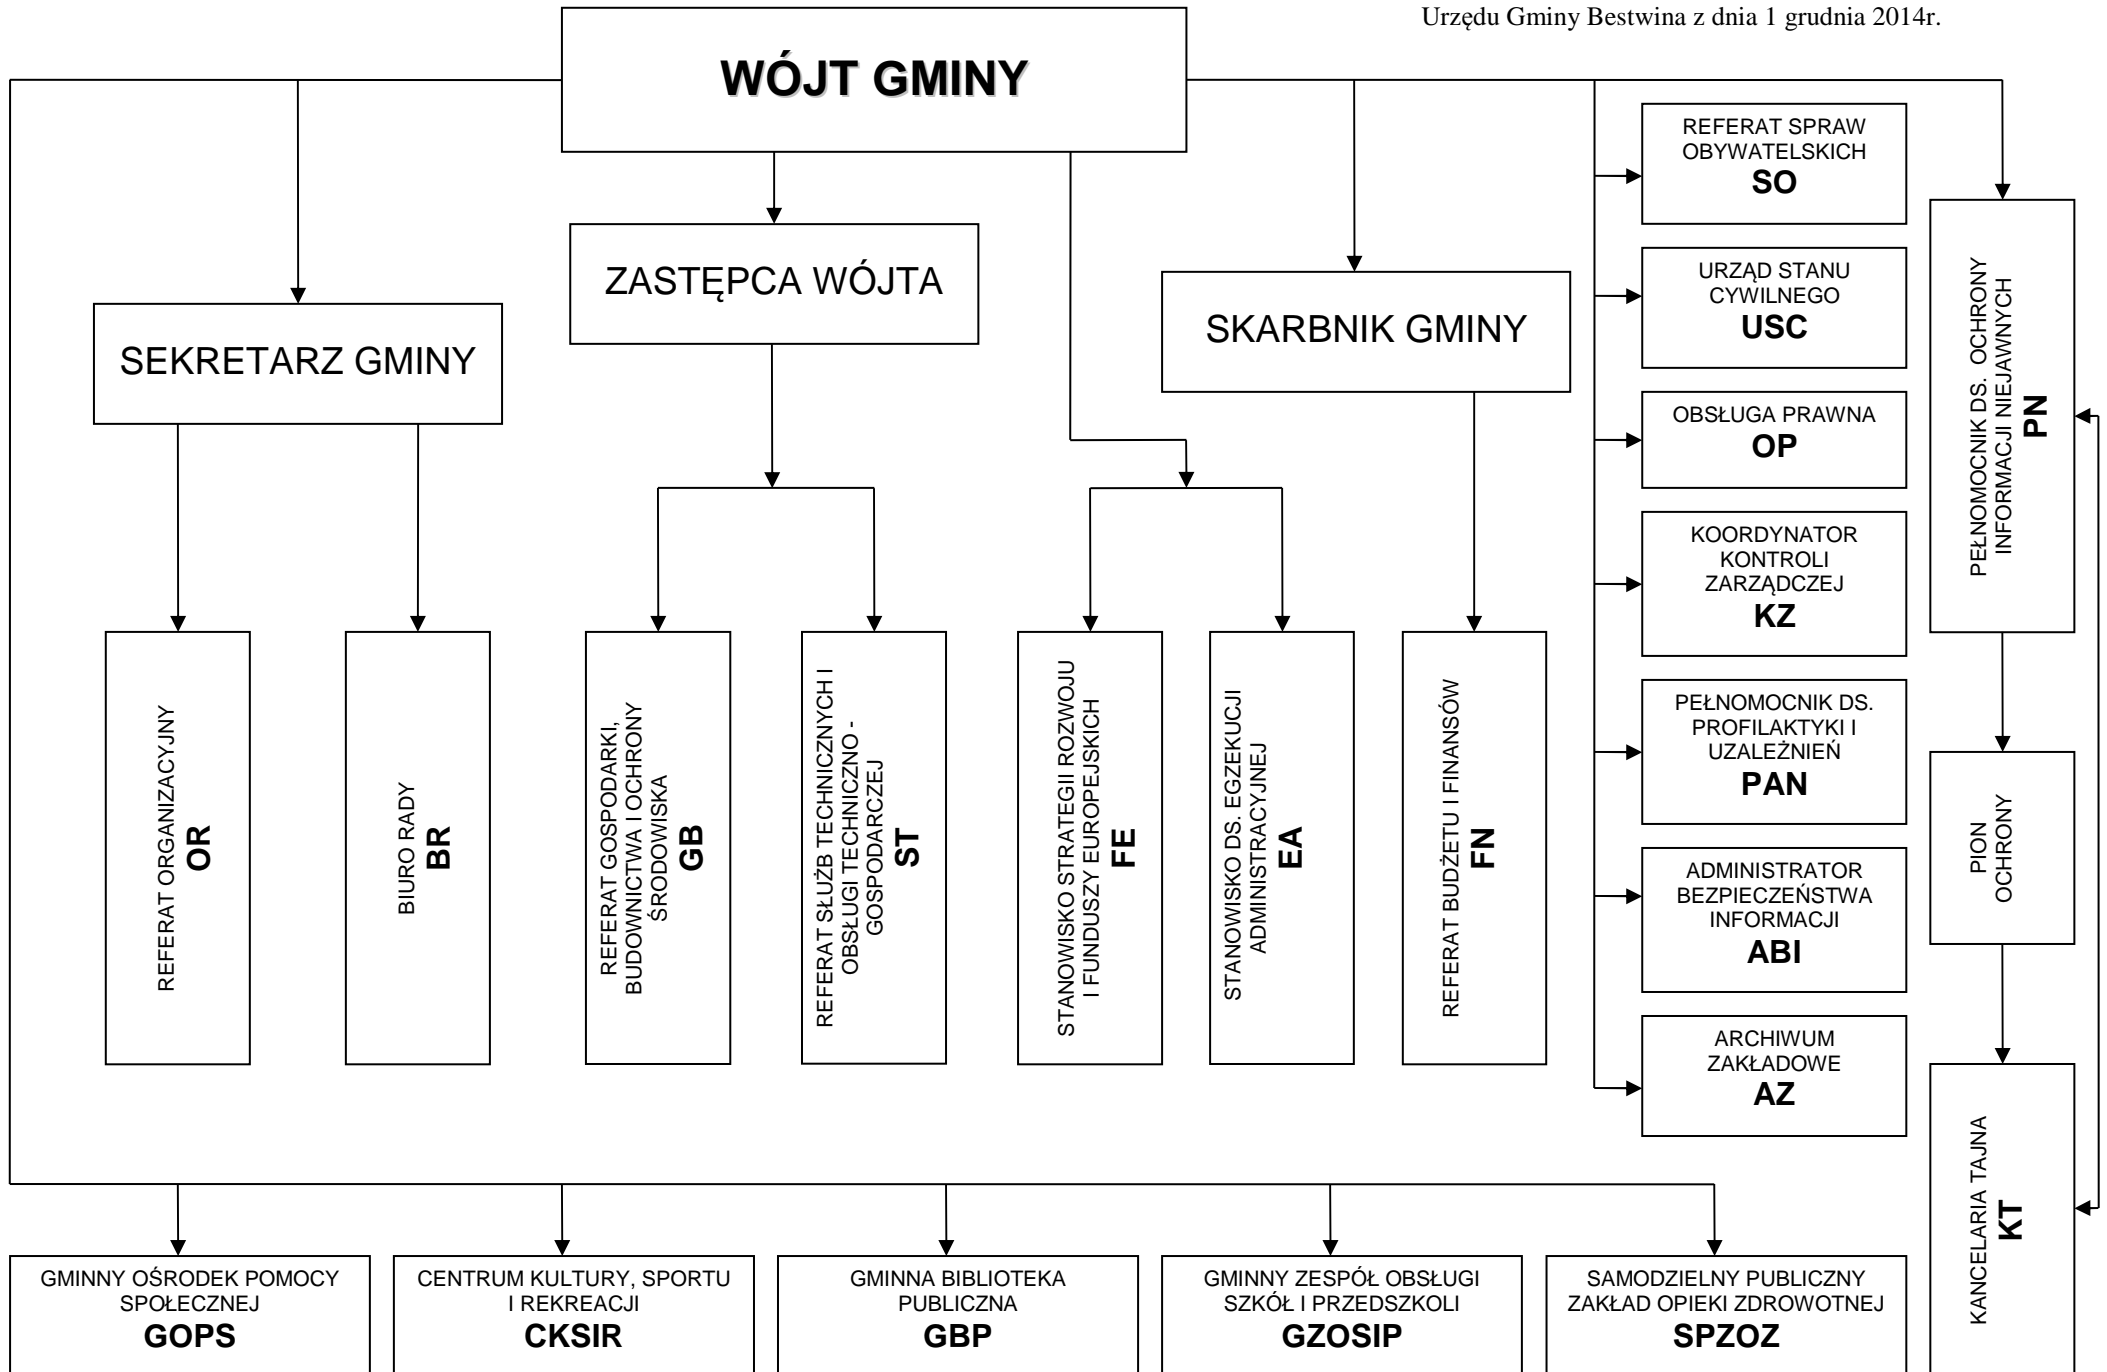 Urzędu Gminy Bestwina z dnia 1 grudnia 2014r.
WÓJT GMINY
ZASTĘPCA WÓJTA
SEKRETARZ GMINY
SKARBNIK GMINY
REFERAT SPRAW
OBYWATELSKICH
SO
URZĄD STANU
CYWILNEGO
USC
OBSŁUGA PRAWNA
OP
KOORDYNATOR
KONTROLI
ZARZĄDCZEJ
KZ
PEŁNOMOCNIK DS.
PROFILAKTYKI I
UZALEŻNIEŃ
PAN
ADMINISTRATOR
BEZPIECZEŃSTWA
INFORMACJI
ABI
ARCHIWUM
ZAKŁADOWE
AZ
PEŁNOMOCNIK DS. OCHRONY
INFORMACJI NIEJAWNYCH
PN
PION
OCHRONY
KANCELARIA TAJNA
KT
REFERAT ORGANIZACYJNY
OR
BIURO RADY
BR
REFERAT GOSPODARKI,
BUDOWNICTWA I OCHRONY
ŚRODOWISKA
GB
REFERAT SŁUŻB TECHNICZNYCH I
OBSŁUGI TECHNICZNO -
GOSPODARCZEJ
ST
STANOWISKO STRATEGII ROZWOJU
I FUNDUSZY EUROPEJSKICH
FE
STANOWISKO DS. EGZEKUCJI
ADMINISTRACYJNEJ
EA
REFERAT BUDŻETU I FINANSÓW
FN
GMINNY OŚRODEK POMOCY
SPOŁECZNEJ
GOPS
CENTRUM KULTURY, SPORTU
I REKREACJI
CKSIR
GMINNA BIBLIOTEKA
PUBLICZNA
GBP
GMINNY ZESPÓŁ OBSŁUGI
SZKÓŁ I PRZEDSZKOLI
GZOSIP
SAMODZIELNY PUBLICZNY
ZAKŁAD OPIEKI ZDROWOTNEJ
SPZOZ